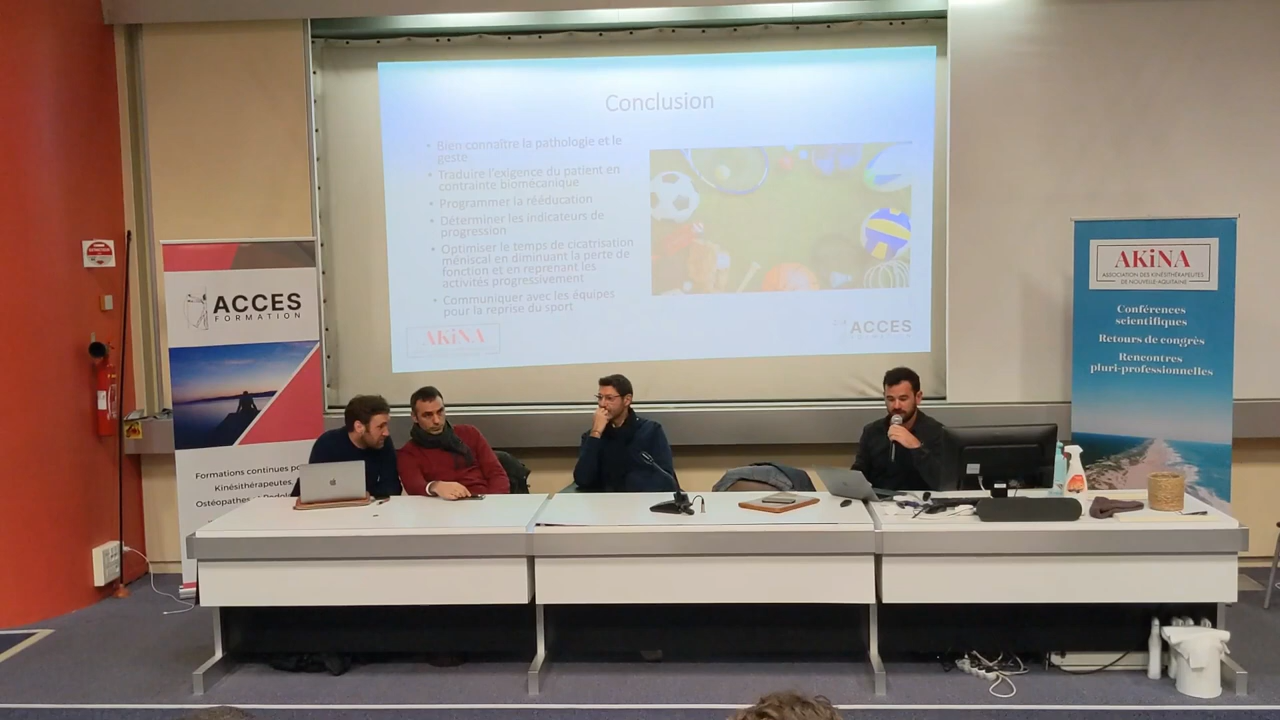 Conclusion
• Bien connaître la pathologie et le
geste
• Traduire l'exigence du patient en
contrainte biomécanique
• Programmer la rééducation
• Déterminer les indicateurs de
progression
• Optimiser le temps de cicatrisation
méniscal en diminuant la perte de
fonction et en reprenant les
activités progressivement
• Communiquer avec les équipes
pour la reprise du sport
AKiNA
ACCES
FORMATION
ACCES
FORMATION
Formations continues po
Kinésithérapeutes,
Ostéopathes
AKiNA
ASSOCIATION DES KINÉSITHÉRAPEUTES
DE NOUVELLE-AQUITAINE
Conférences
scientifiques
Retours de congrès
Rencontres
pluri-professionnelles